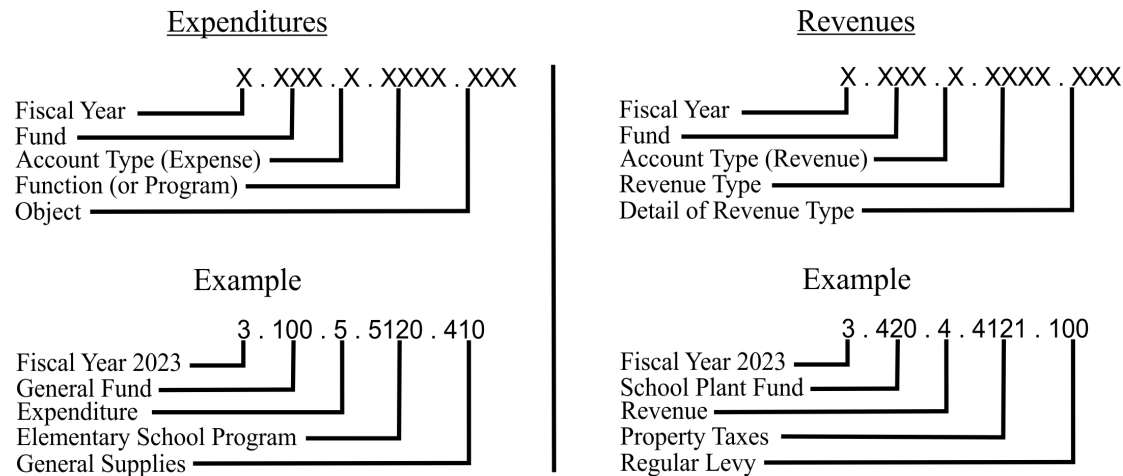 Expenditures
X . XXX . X . XXXX . XXX
Fiscal Year
Fund
Account Type (Expense)
Function (or Program)
Object
Example
3 . 100 . 5 . 5120 . 410
Fiscal Year 2023
General Fund
Expenditure
Elementary School Program
General Supplies
Revenues
X . XXX . X . XXXX . XXX
Fiscal Year
Fund
Account Type (Revenue)
Revenue Type
Detail of Revenue Type
Example
3 . 420 . 4 . 4121 . 100
Fiscal Year 2023
School Plant Fund
Revenue
Property Taxes
Regular Levy